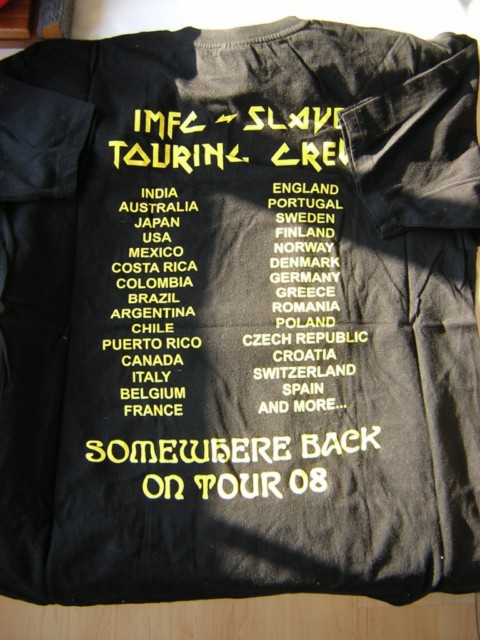 IMFC - SLAVE
TOURING CREW
INDIA
AUSTRALIA
JAPAN
USA
MEXICO
COSTA RICA
COLOMBIA
BRAZIL
ARGENTINA
CHILE
PUERTO RICO
CANADA
ITALY
BELGIUM
FRANCE
ENGLAND
PORTUGAL
SWEDEN
FINLAND
NORWAY
DENMARK
GERMANY
GREECE
ROMANIA
POLAND
CZECH REPUBLIC
CROATIA
SWITZERLAND
SPAIN
AND MORE...
SOMEWHERE BACK
ON TOUR 08